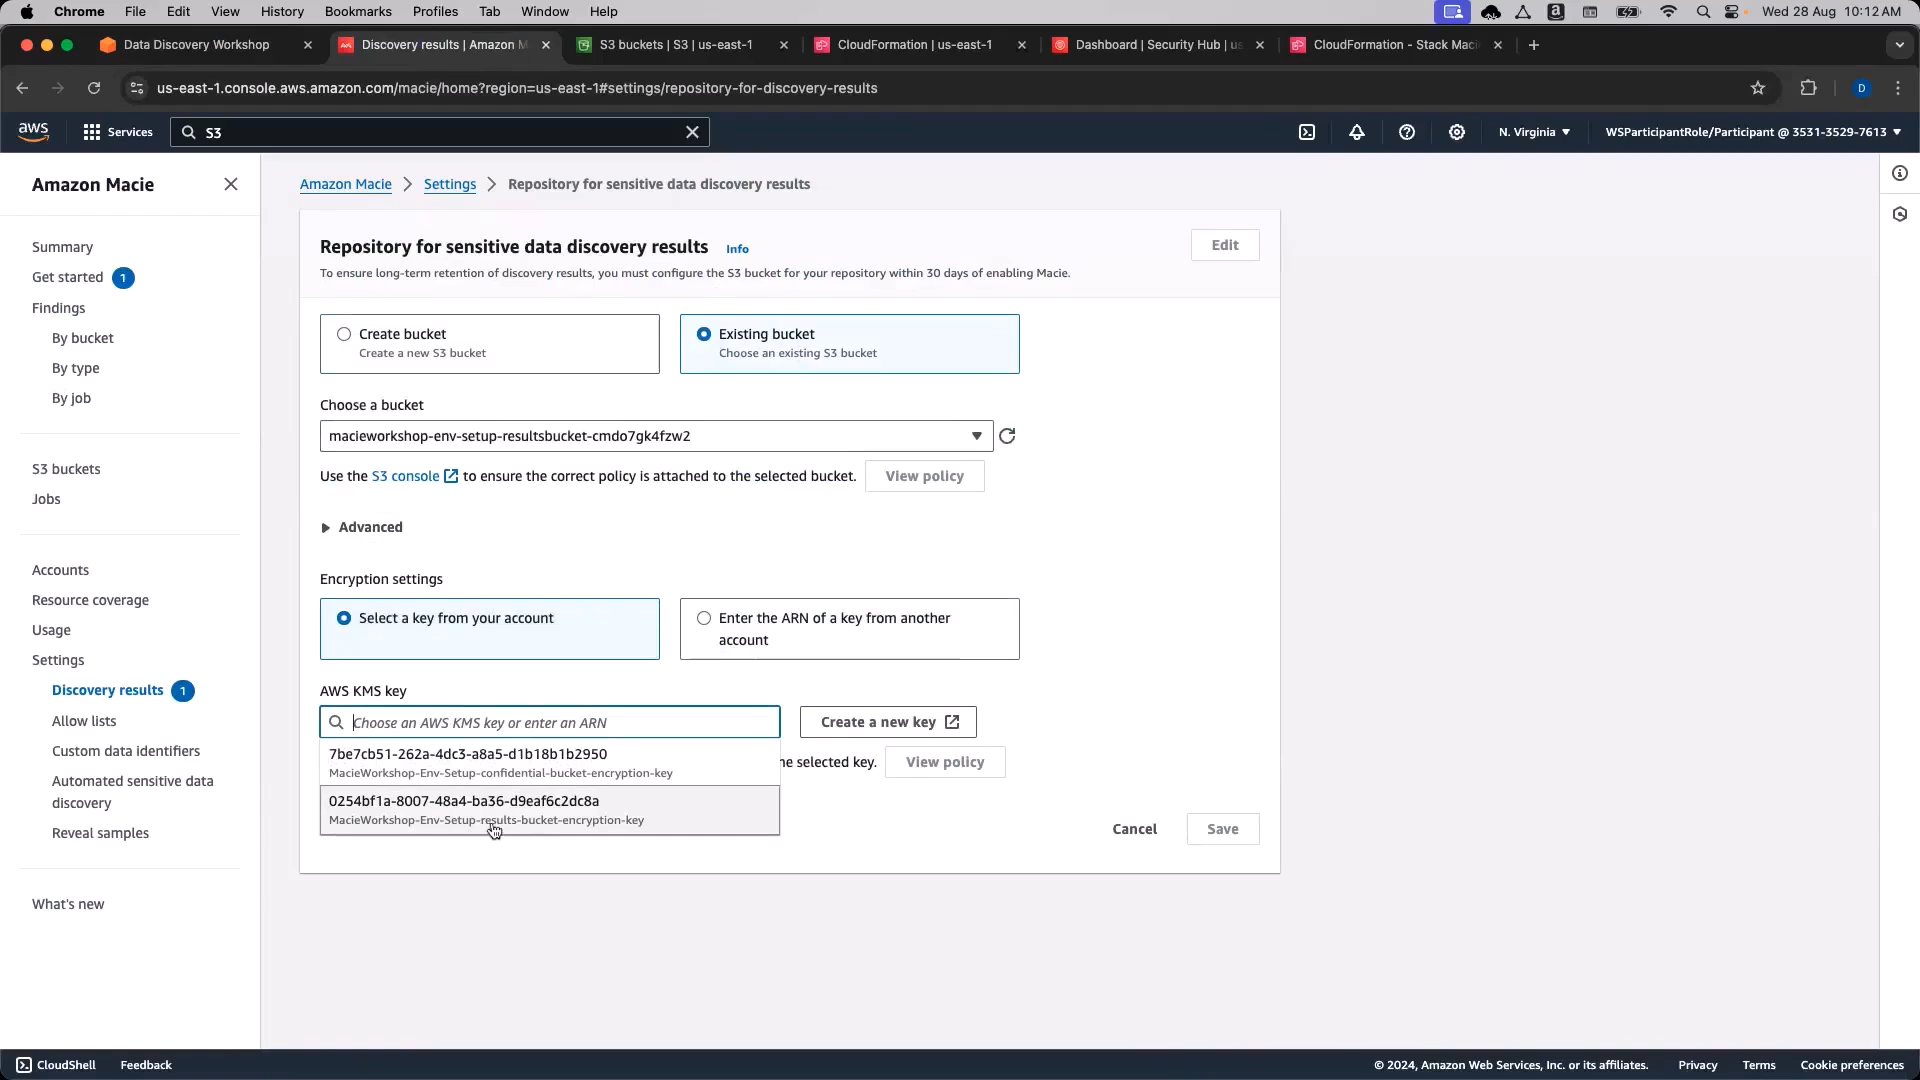 Chrome File Edit View History Bookmarks Profiles Tab Window Help Wed 28 Aug 10:12 AM
Data Discovery Workshop Discovery results | Amazon M S3 buckets | S3 | us-east-1 CloudFormation | us-east-1 Dashboard | Security Hub | us CloudFormation - Stack Maci
us-east-1.console.aws.amazon.com/macie/home?region=us-east-1#settings/repository-for-discovery-results D
aws Services S3 N. Virginia WSParticipantRole/Participant @ 3531-3529-7613
Amazon Macie
Summary
Get started 1
Findings
By bucket
By type
By job
S3 buckets
Jobs
Accounts
Resource coverage
Usage
Settings
Discovery results 1
Allow lists
Custom data identifiers
Automated sensitive data
discovery
Reveal samples
What's new
Amazon Macie Settings Repository for sensitive data discovery results
Repository for sensitive data discovery results Info Edit
To ensure long-term retention of discovery results, you must configure the S3 bucket for your repository within 30 days of enabling Macie.
Create bucket
Create a new S3 bucket
Existing bucket
Choose an existing S3 bucket
Choose a bucket
macieworkshop-env-setup-resultsbucket-cmdo7gk4fzw2
Use the S3 console to ensure the correct policy is attached to the selected bucket. View policy
Advanced
Encryption settings
Select a key from your account
Enter the ARN of a key from another
account
AWS KMS key
Choose an AWS KMS key or enter an ARN Create a new key
7be7cb51-262a-4dc3-a8a5-d1b18b1b2950
MacieWorkshop-Env-Setup-confidential-bucket-encryption-key
he selected key. View policy
0254bf1a-8007-48a4-ba36-d9eaf6c2dc8a
MacieWorkshop-Env-Setup-results-bucket-encryption-key
Cancel Save
CloudShell Feedback © 2024, Amazon Web Services, Inc. or its affiliates. Privacy Terms Cookie preferences